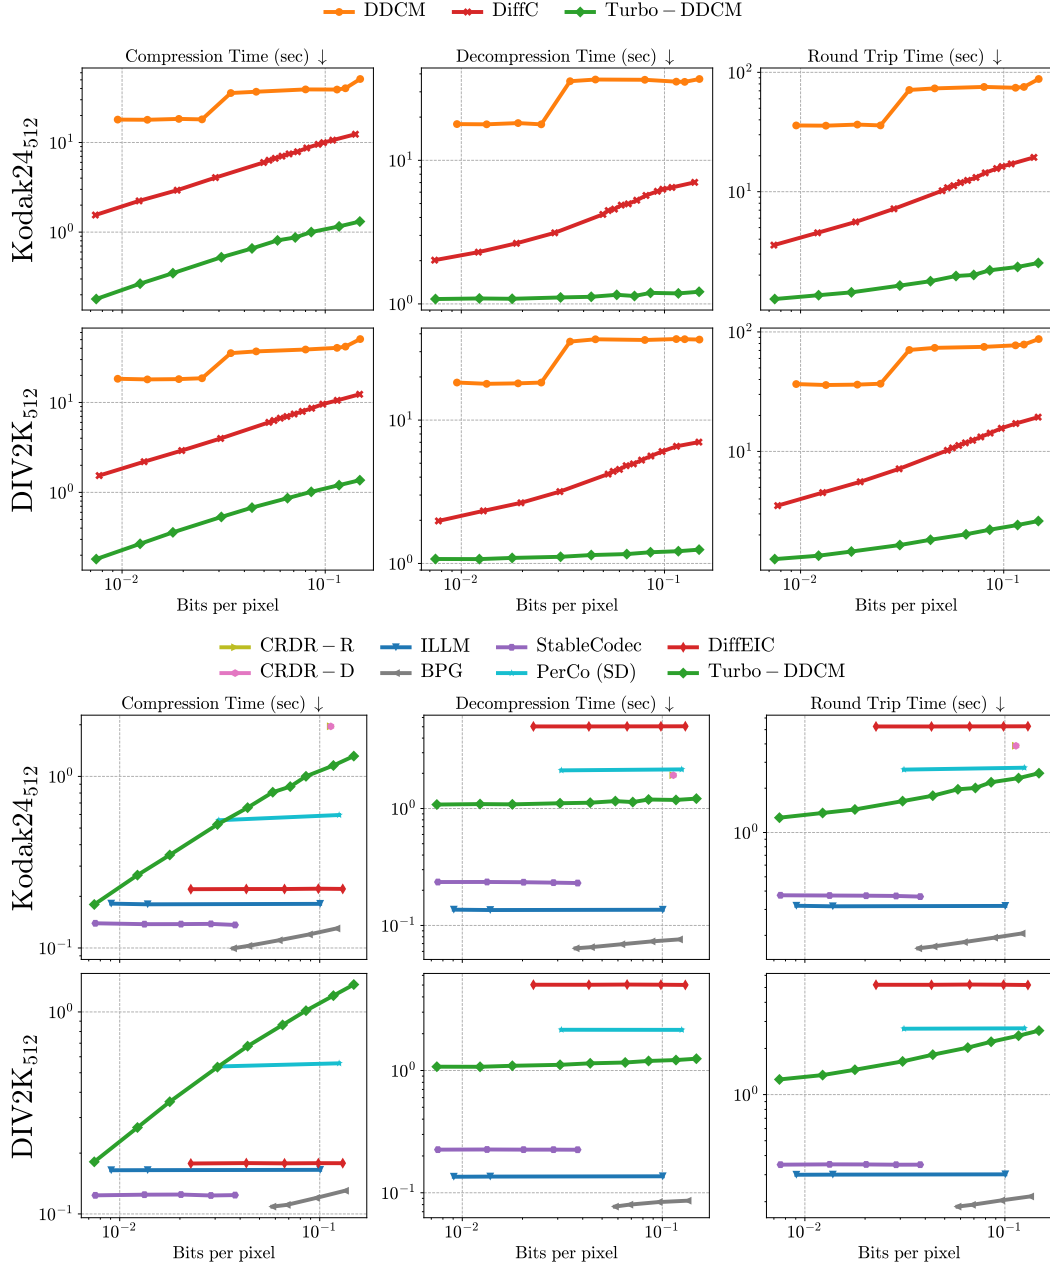 DDCM DiffC Turbo − DDCM
Compression Time (sec) ↓ Decompression Time (sec) ↓ Round Trip Time (sec) ↓
Kodak24₅₁₂
10¹ 10⁰
10¹ 10⁰
10² 10¹
DIV2K₅₁₂
10¹ 10⁰
10¹ 10⁰
10² 10¹
10⁻² 10⁻¹ 10⁻² 10⁻¹ 10⁻² 10⁻¹
Bits per pixel Bits per pixel Bits per pixel
CRDR − R ILLM StableCodec DiffEIC
CRDR − D BPG PerCo (SD) Turbo − DDCM
Compression Time (sec) ↓ Decompression Time (sec) ↓ Round Trip Time (sec) ↓
Kodak24₅₁₂
10⁰ 10⁻¹
10⁰ 10⁻¹
10⁰
DIV2K₅₁₂
10⁰ 10⁻¹
10⁰ 10⁻¹
10⁰
10⁻² 10⁻¹ 10⁻² 10⁻¹ 10⁻² 10⁻¹
Bits per pixel Bits per pixel Bits per pixel